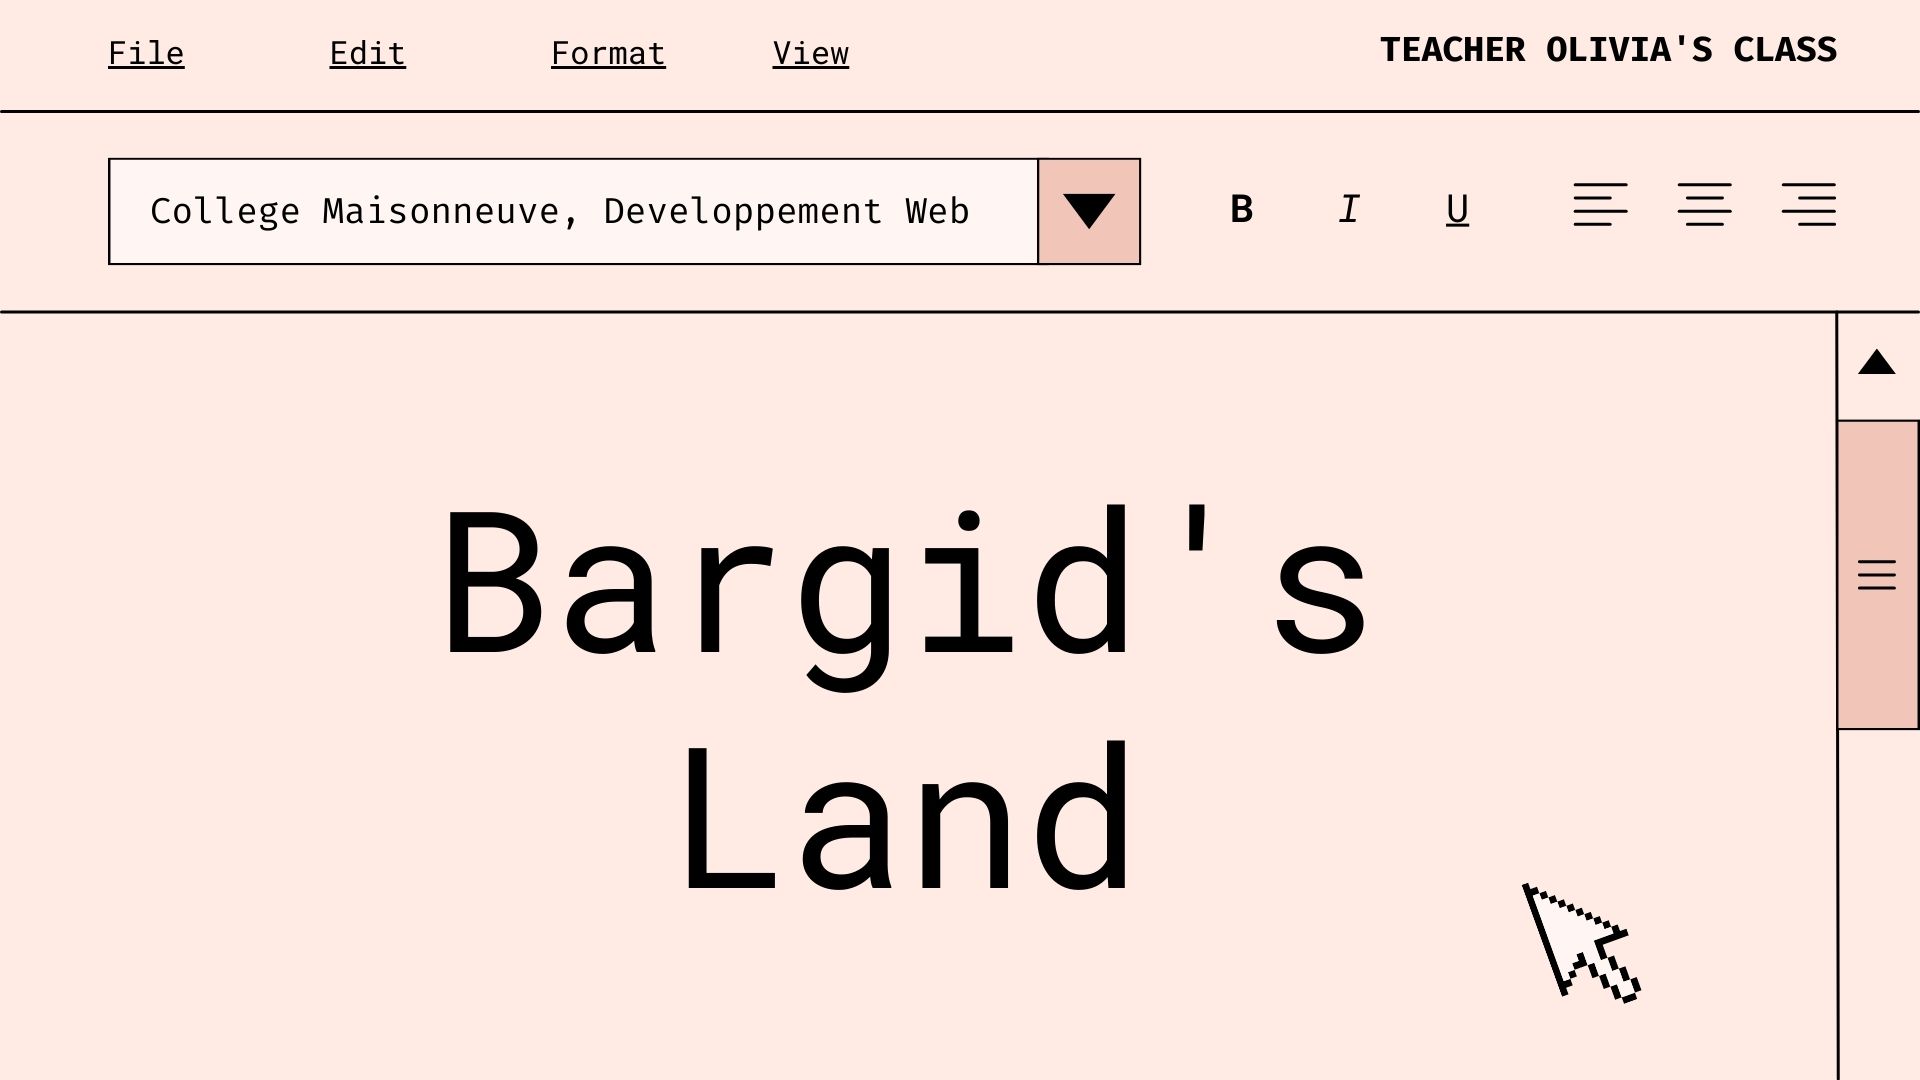 File Edit Format View TEACHER OLIVIA'S CLASS
College Maisonneuve, Developpement Web B I U
Bargid's
Land